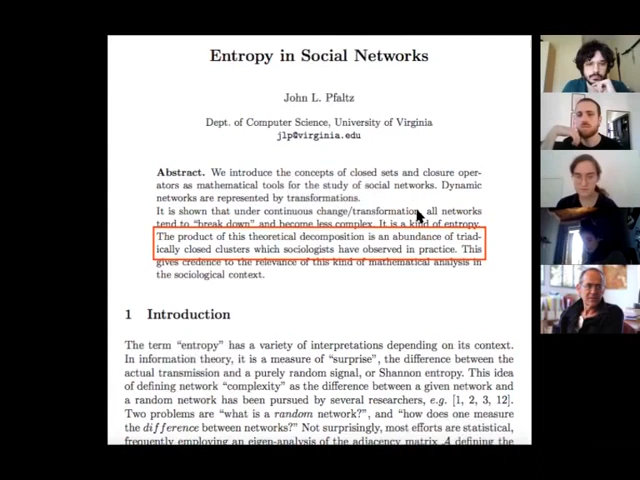 Entropy in Social Networks
John L. Pfaltz
Dept. of Computer Science, University of Virginia
jlp@virginia.edu
Abstract. We introduce the concepts of closed sets and closure oper-
ators as mathematical tools for the study of social networks. Dynamic
networks are represented by transformations.
It is shown that under continuous change/transformation, all networks
tend to "break down" and become less complex. It is a kind of entropy.
The product of this theoretical decomposition is an abundance of triad-
ically closed clusters which sociologists have observed in practice. This
gives credence to the relevance of this kind of mathematical analysis in
the sociological context.
1 Introduction
The term "entropy" has a variety of interpretations depending on its context.
In information theory, it is a measure of "surprise", the difference between the
actual transmission and a purely random signal, or Shannon entropy. This idea
of defining network "complexity" as the difference between a given network and
a random network has been pursued by several researchers, e.g. [1, 2, 3, 12].
Two problems are "what is a random network?", and "how does one measure
the difference between networks?" Not surprisingly, most efforts are statistical,
frequently employing an eigen-analysis of the adjacency matrix A defining the